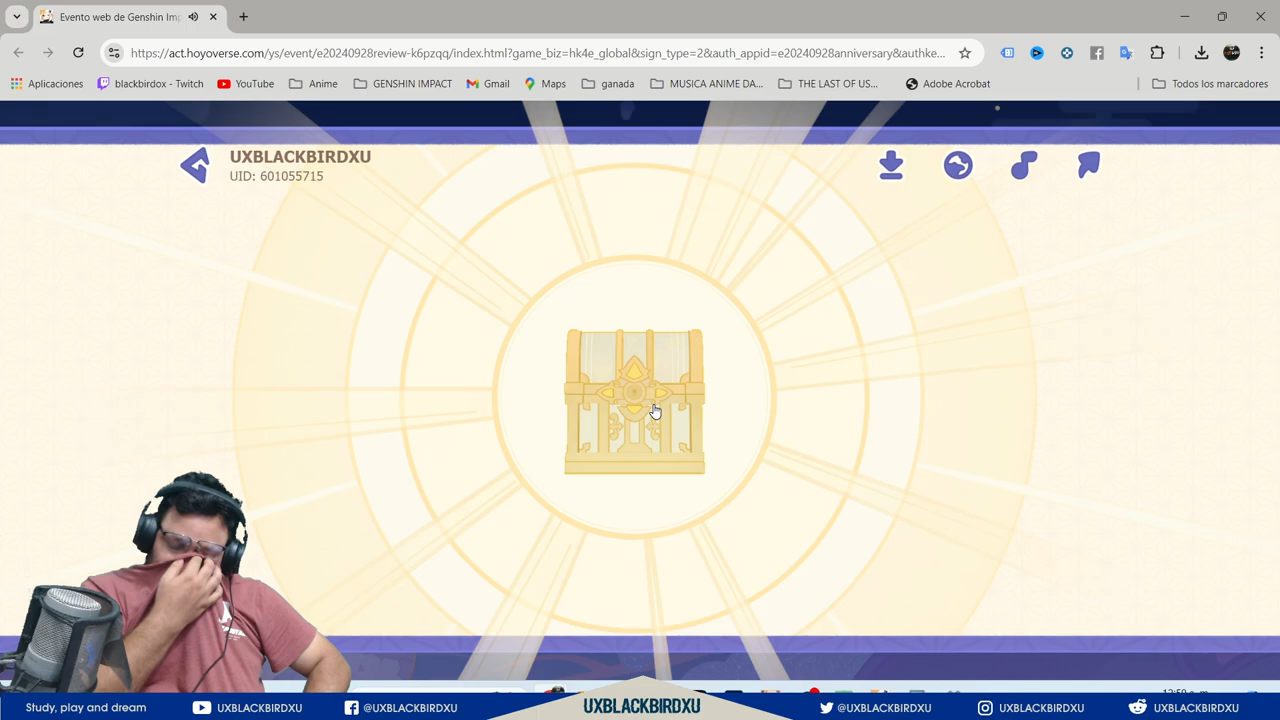 Evento web de Genshin Imp
https://act.hoyoverse.com/ys/event/e20240928review-k6pzqq/index.html?game_biz=hk4e_global&sign_type=2&auth_appid=e20240928anniversary&authke...
Aplicaciones
blackbirdox - Twitch
YouTube
Anime
GENSHIN IMPACT
Gmail
Maps
ganada
MUSICA ANIME DA...
THE LAST OF US...
Adobe Acrobat
Todos los marcadores
UXBLACKBIRDXU
UID: 601055715
Study, play and dream
UXBLACKBIRDXU
@UXBLACKBIRDXU
UXBLACKBIRDXU
@UXBLACKBIRDXU
UXBLACKBIRDXU
UXBLACKBIRDXU